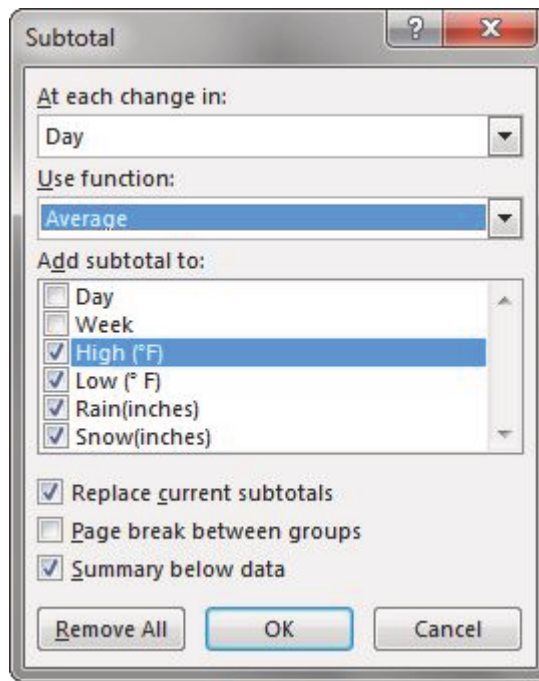 Subtotal
?
X
At each change in:
Day
Use function:
Average
Add subtotal to:
Day
Week
High (°F)
Low (° F)
Rain(inches)
Snow(inches)
Replace current subtotals
Page break between groups
Summary below data
Remove All OK Cancel